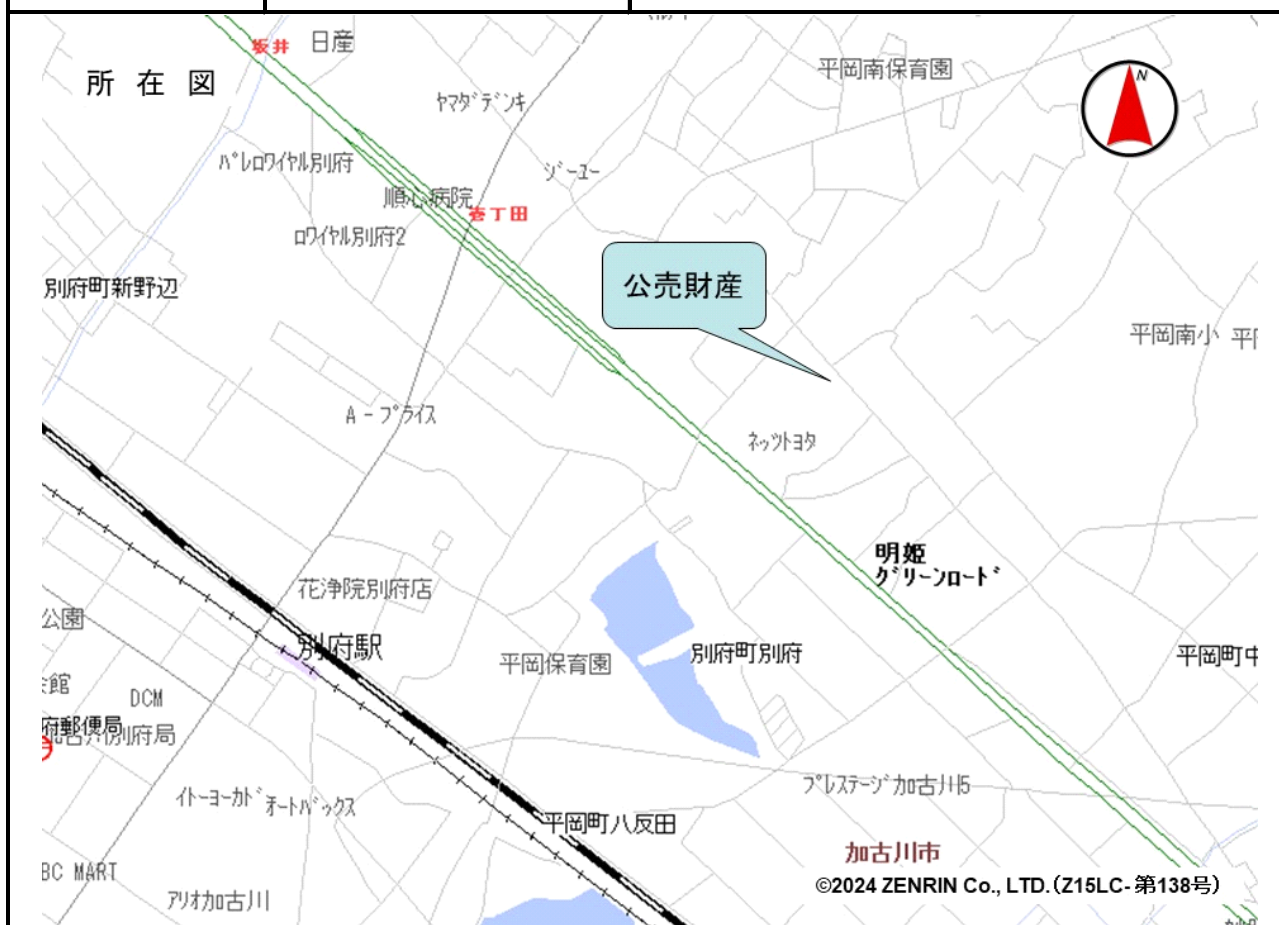 坂井
日産
所在図
平岡南保育園
N
ヤマダデンキ
パレロワイヤル別府
ジーユー
順心病院
壱丁田
ロワイヤル別府2
公売財産
別府町新野辺
平岡南小
A-プライス
ネッツトヨタ
明姫
グリーンロード
花浄院別府店
公園
別府駅
平岡保育園
別府町別府
平岡町中
DCM
府郵便局
別府局
プレステージ加古川5
イトーヨーカド
オートバックス
平岡町八反田
加古川市
BC MART
アリオ加古川
©2024 ZENRIN Co., LTD.(Z15LC-第138号)